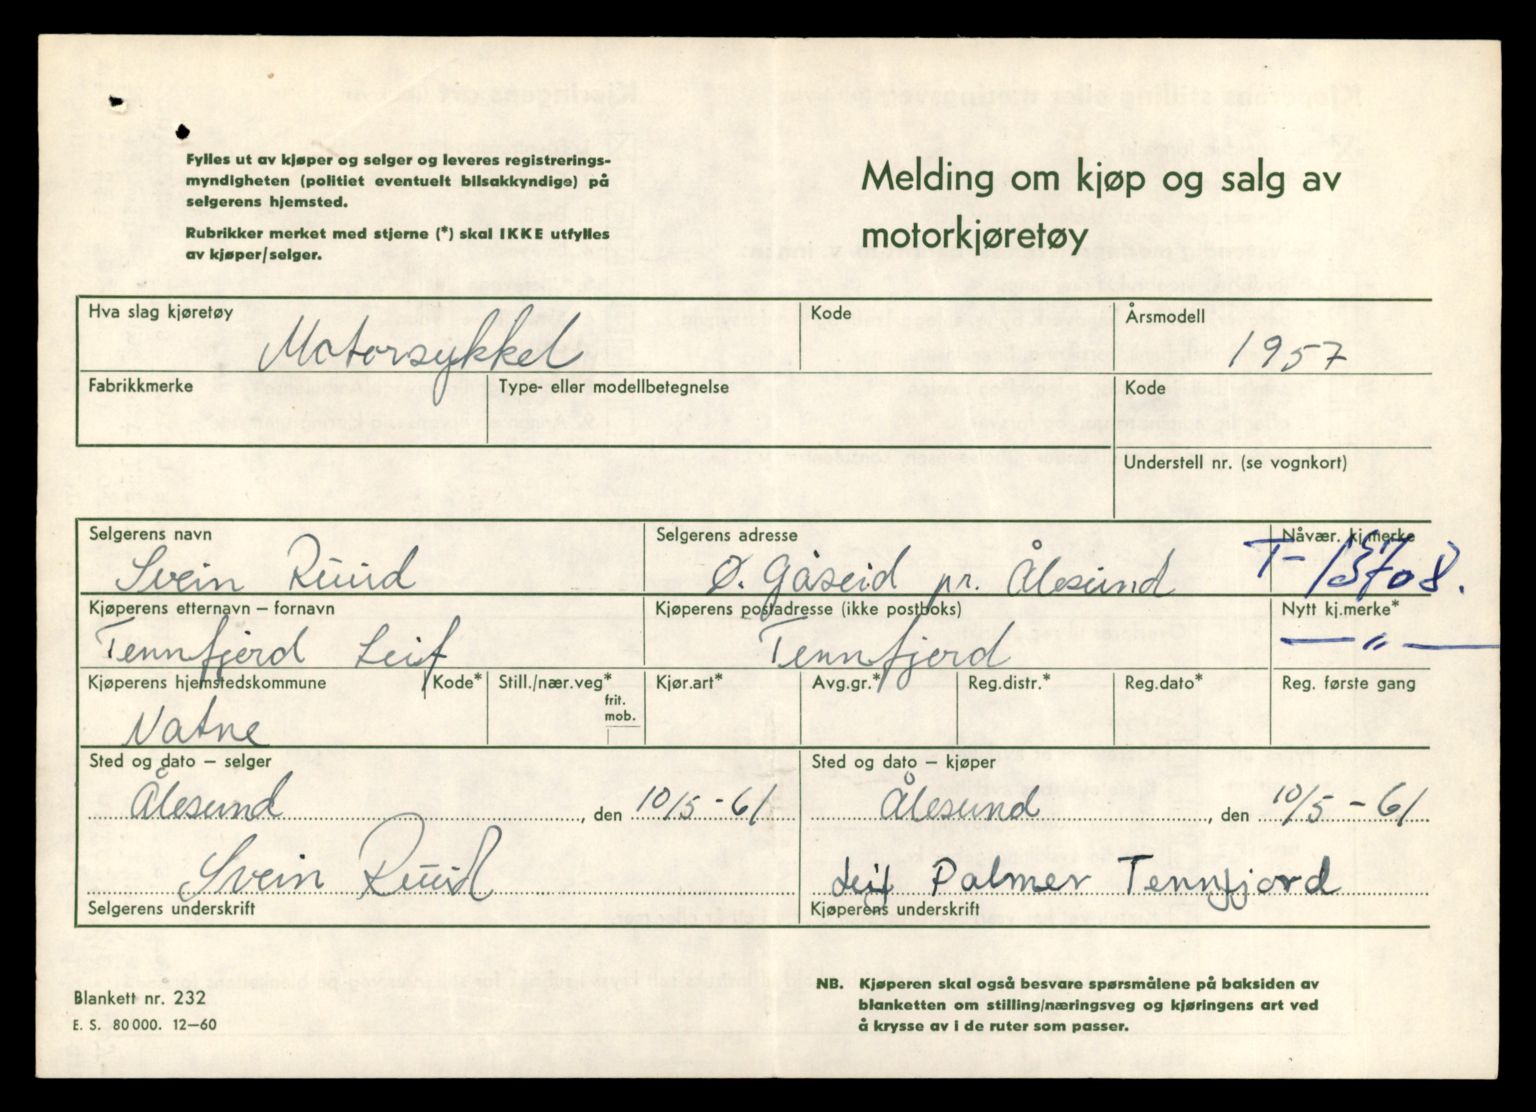 Fylles ut av kjøper og selger og leveres registrerings-
myndigheten (politiet eventuelt bilsakkyndige) på
selgerens hjemsted.
Rubrikker merket med stjerne (*) skal IKKE utfylles
av kjøper/selger.
Melding om kjøp og salg av
motorkjøretøy
Hva slag kjøretøy
Motorsykkel
Kode
Årsmodell
1957
Fabrikkmerke
Type- eller modellbetegnelse
Kode
Understell nr. (se vognkort)
Selgerens navn
Svein Ruud
Selgerens adresse
Ø. Gåseid pr. Ålesund
Nåvær. kj.merke
T-13708.
Kjøperens etternavn – fornavn
Tennfjord Leif
Kjøperens postadresse (ikke postboks)
Tennfjord
Nytt kj.merke*
— " —
Kjøperens hjemstedskommune
Vatne
Kode*
Still./nær.veg*
frit.
mob.
Kjør.art*
Avg.gr.*
Reg.distr.*
Reg.dato*
Reg. første gang
Sted og dato – selger
Ålesund, den 10/5-61
Svein Ruud
Selgerens underskrift
Sted og dato – kjøper
Ålesund, den 10/5-61
Leif Palmer Tennfjord
Kjøperens underskrift
Blankett nr. 232
E. S. 80 000. 12–60
NB. Kjøperen skal også besvare spørsmålene på baksiden av
blanketten om stilling/næringsveg og kjøringens art ved
å krysse av i de ruter som passer.